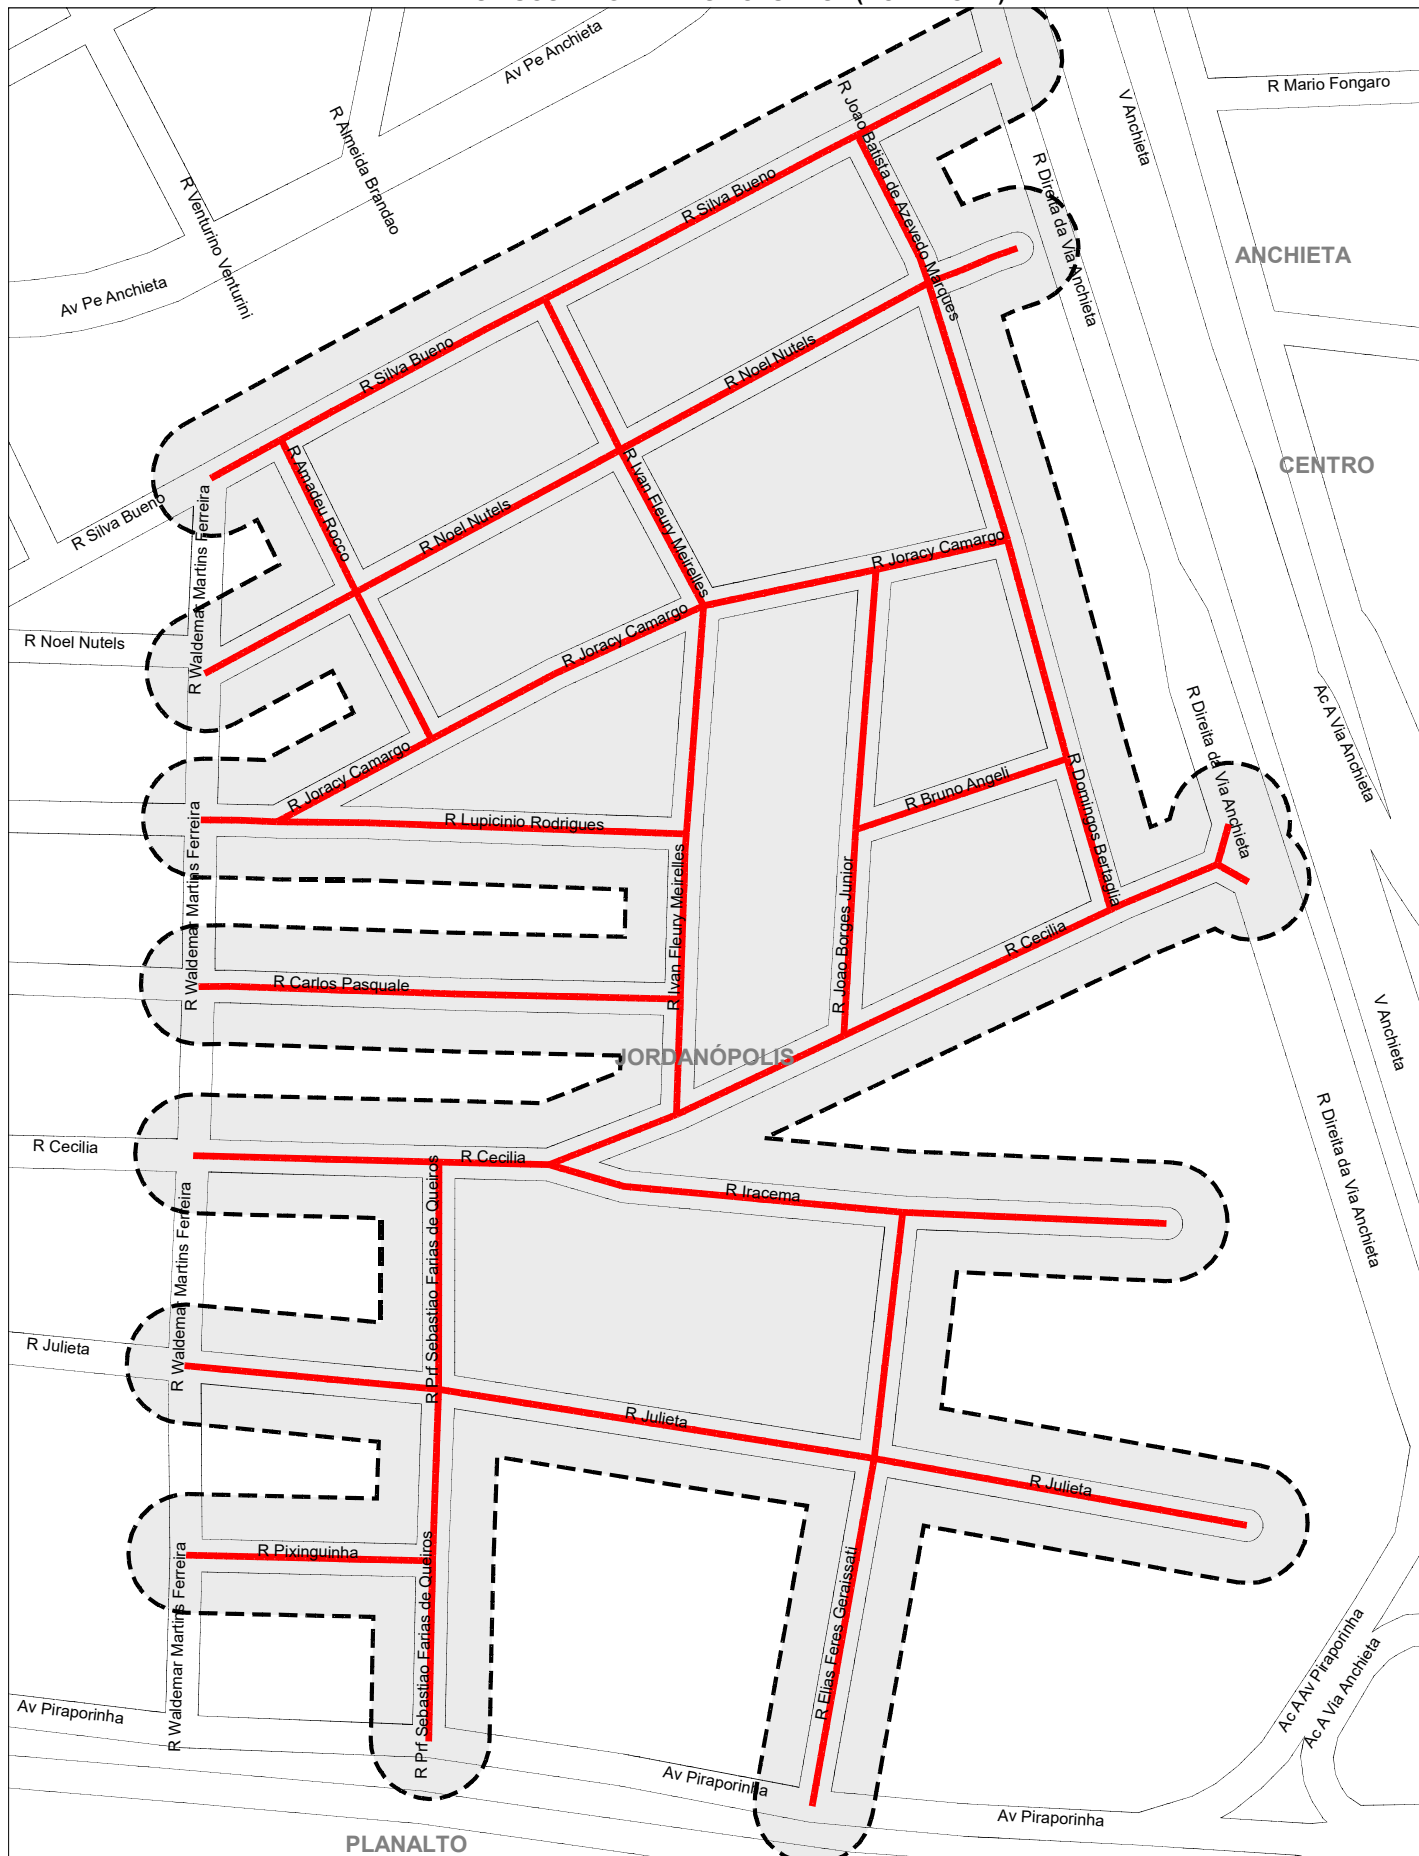 Av Pe Anchieta
R Mario Fongaro
R Joao Batista de Azevedo Marques
V Anchieta
R Almeida Brandao
R Direita da Via Anchieta
R Venturino Venturini
R Silva Bueno
ANCHIETA
Av Pe Anchieta
R Silva Bueno
R Noel Nutels
R Amadeu Rocco
R Ivan Fleury Meirelles
CENTRO
R Silva Bueno
R Noel Nutels
R Waldemar Martins Ferreira
R Joracy Camargo
R Noel Nutels
R Joracy Camargo
R Direita da Via Anchieta
Ac A Via Anchieta
R Joracy Camargo
R Bruno Angeli
R Domingos Bertaglia
R Lupicinio Rodrigues
R Waldemar Martins Ferreira
R Ivan Fleury Meirelles
R Joao Borges Junior
R Cecilia
R Carlos Pasquale
V Anchieta
JORDANÓPOLIS
R Cecilia
R Cecilia
R Iracema
R Direita da Via Anchieta
R Waldemar Martins Ferreira
R Prf Sebastiao Farias de Queiros
R Julieta
R Julieta
R Julieta
R Pixinguinha
R Waldemar Martins Ferreira
R Prf Sebastiao Farias de Queiros
R Elias Feres Geraissati
Ac A Av Piraporinha
Ac A Via Anchieta
Av Piraporinha
Av Piraporinha
Av Piraporinha
PLANALTO